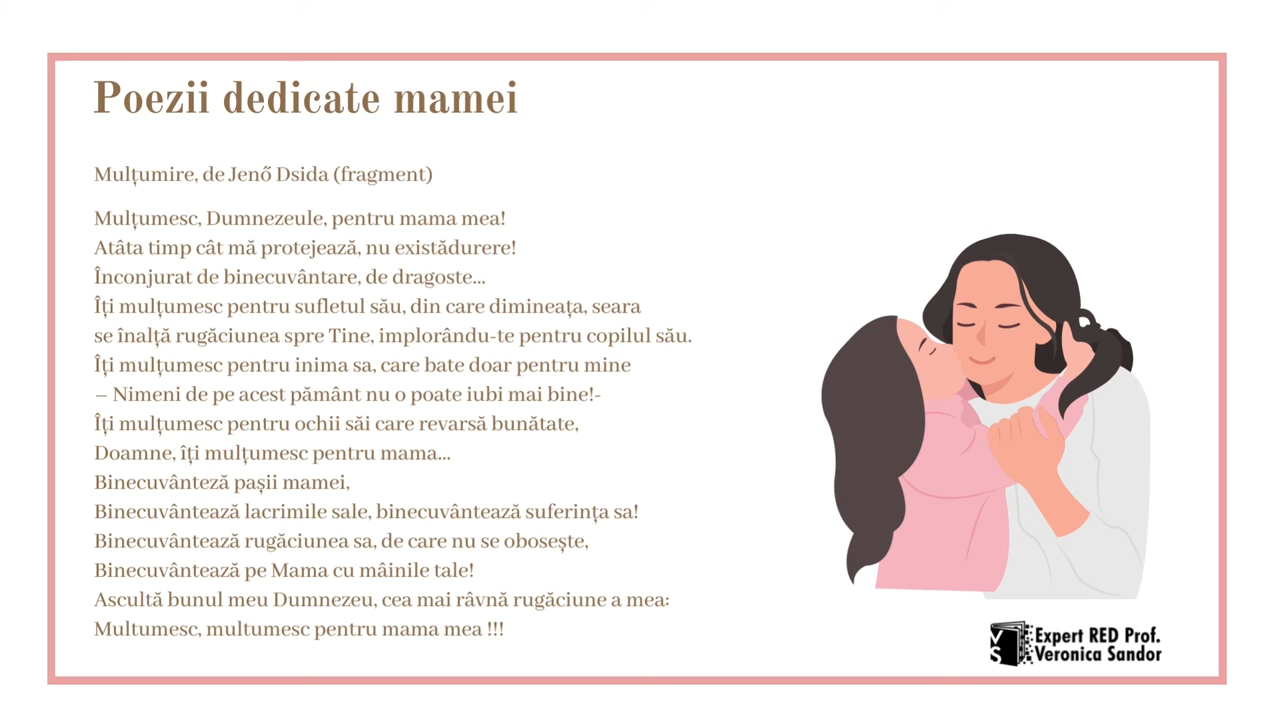 Poezii dedicate mamei
Mulțumire, de Jenő Dsida (fragment)
Mulțumesc, Dumnezeule, pentru mama mea!
Atâta timp cât mă protejează, nu existădurere!
Înconjurat de binecuvântare, de dragoste...
Îți mulțumesc pentru sufletul său, din care dimineața, seara
se înalță rugăciunea spre Tine, implorându-te pentru copilul său.
Îți mulțumesc pentru inima sa, care bate doar pentru mine
– Nimeni de pe acest pământ nu o poate iubi mai bine!-
Îți mulțumesc pentru ochii săi care revarsă bunătate,
Doamne, îți mulțumesc pentru mama...
Binecuvânteză pașii mamei,
Binecuvântează lacrimile sale, binecuvântează suferința sa!
Binecuvântează rugăciunea sa, de care nu se obosește,
Binecuvântează pe Mama cu mâinile tale!
Ascultă bunul meu Dumnezeu, cea mai râvnă rugăciune a mea:
Multumesc, multumesc pentru mama mea !!!
VS
Expert RED Prof.
Veronica Sandor